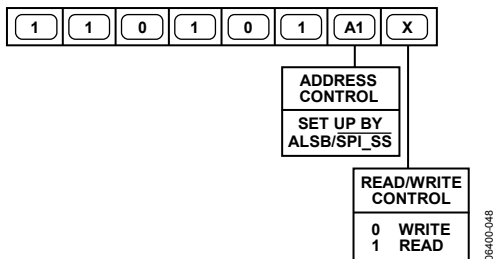 1 1 0 1 0 1 A1 X
ADDRESS
CONTROL
SET UP BY
ALSB/SPI_SS
READ/WRITE
CONTROL
0 WRITE
1 READ
06400-048